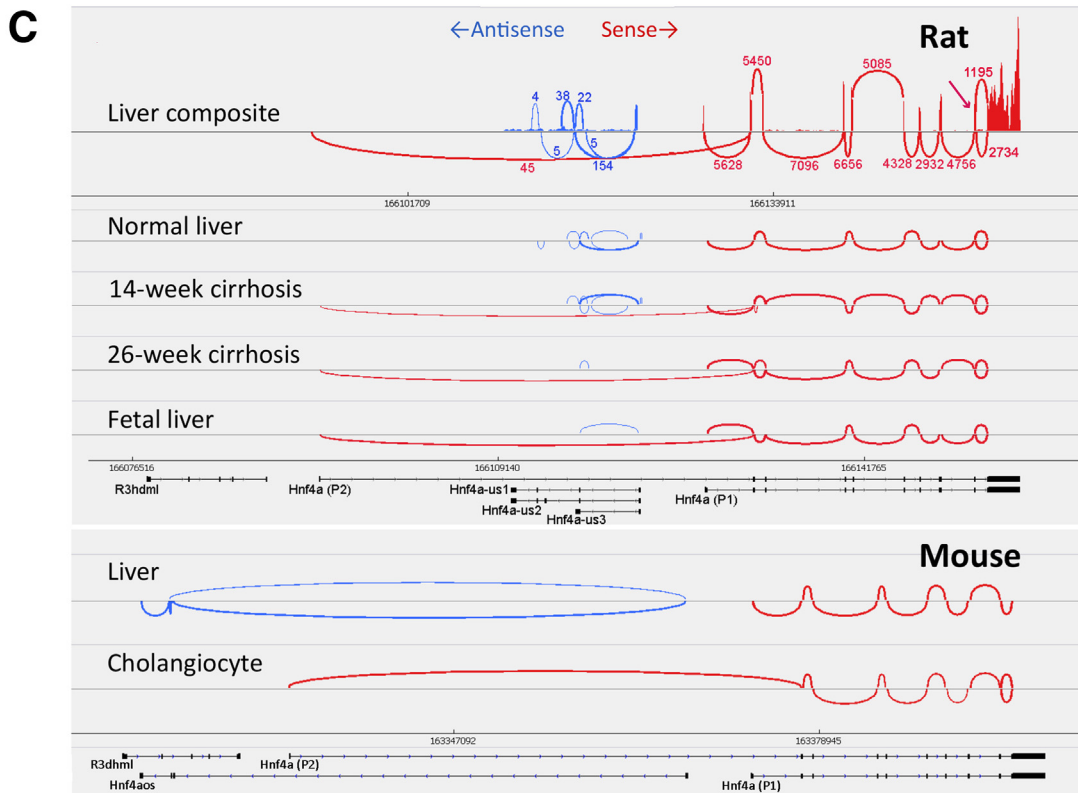 C
←Antisense Sense→ Rat
Liver composite
4 38 22 5450 5085 1195
5 5 154 45 5628 7096 6656 4328 2932 4756 2734
166101709 166133911
Normal liver
14-week cirrhosis
26-week cirrhosis
Fetal liver
166076516 166109140 166141765
R3hdml Hnf4a (P2) Hnf4a-us1 Hnf4a (P1)
Hnf4a-us2
Hnf4a-us3
Mouse
Liver
Cholangiocyte
163347092 163378945
R3dhml Hnf4a (P2)
Hnf4aos Hnf4a (P1)